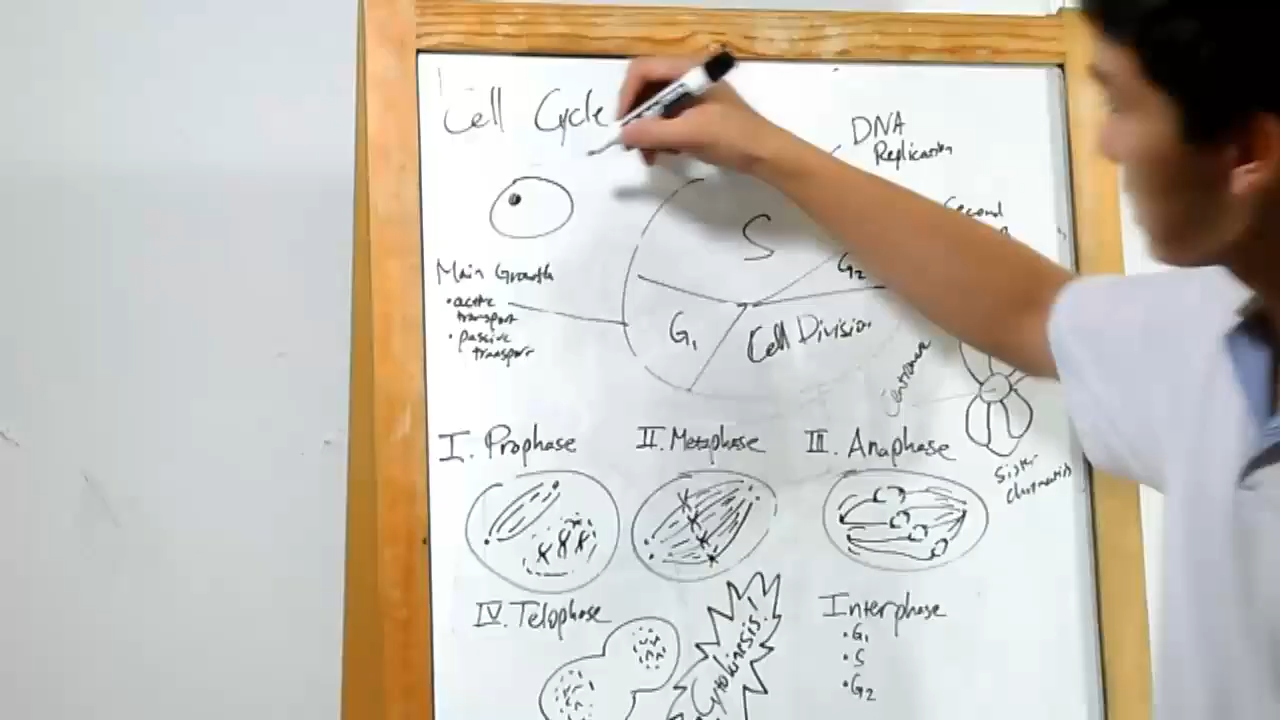 Cell Cycle
DNA
Replication
Second
S
G2
Main Growth
• active
transport
• passive
transport
G1
Cell Division
I. Prophase
II. Metaphase
III. Anaphase
Sister
chromatids
IV. Telophase
Cytokinesis!
Interphase
• G1
• S
• G2